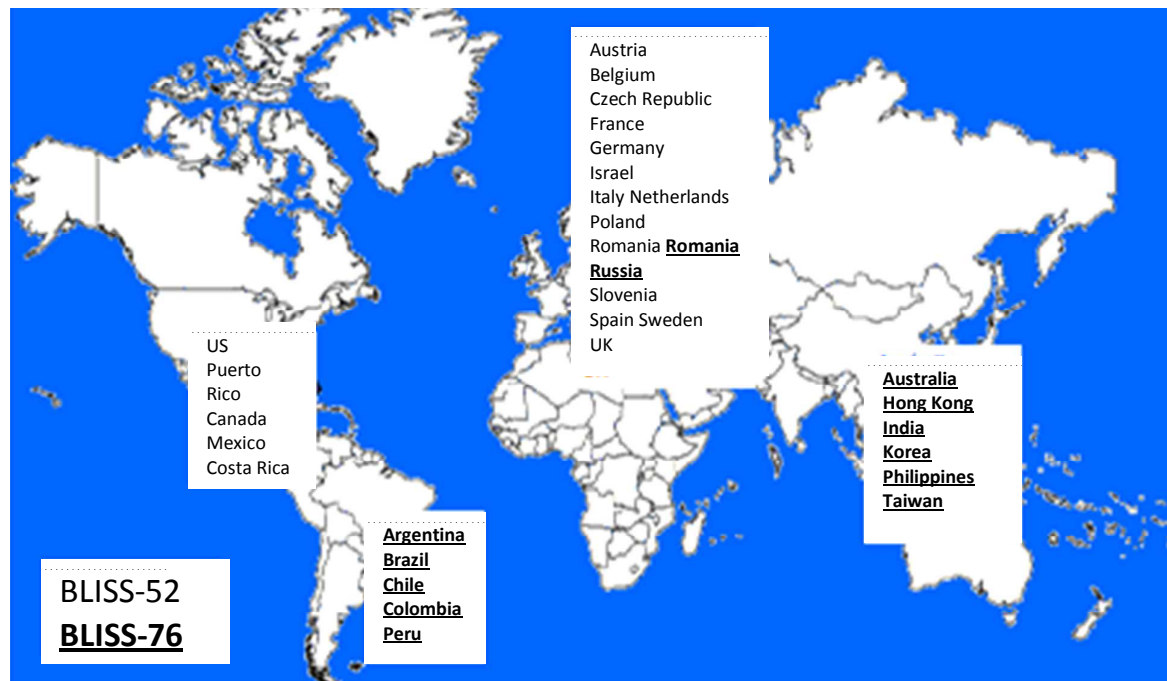 Austria
Belgium
Czech Republic
France
Germany
Israel
Italy Netherlands
Poland
Romania Romania
Russia
Slovenia
Spain Sweden
UK
US
Puerto
Rico
Canada
Mexico
Costa Rica
Australia
Hong Kong
India
Korea
Philippines
Taiwan
Argentina
Brazil
Chile
Colombia
Peru
BLISS-52
BLISS-76